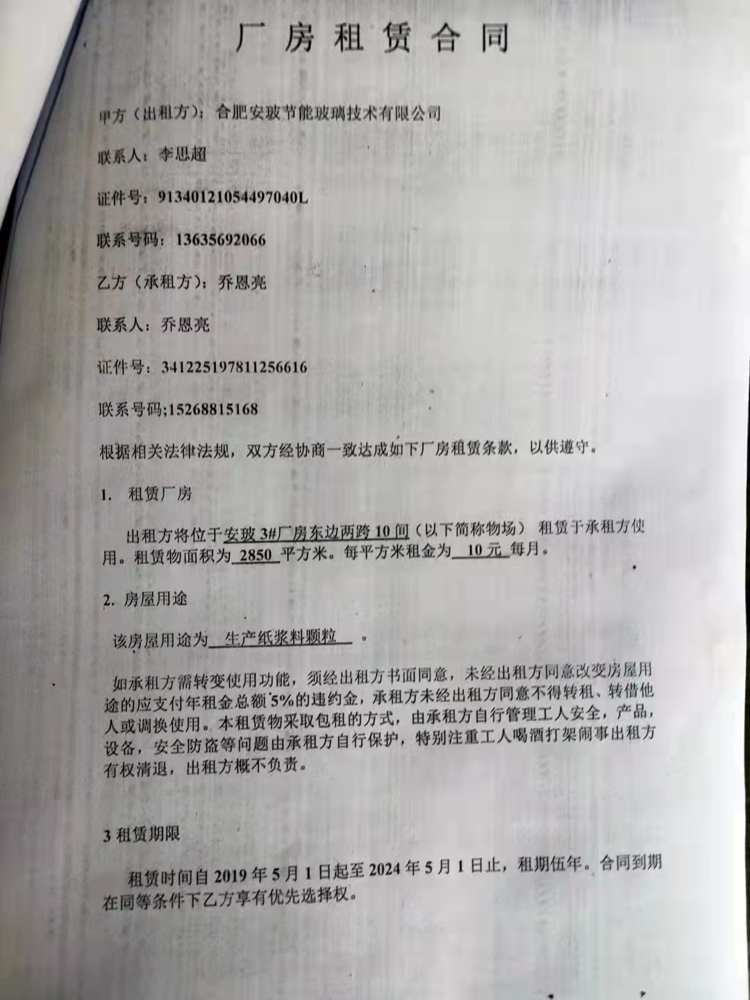 厂房租赁合同
甲方（出租方）：合肥安玻节能玻璃技术有限公司
联系人：李思超
证件号：91340121054497040L
联系号码：13635692066
乙方（承租方）：乔恩亮
联系人：乔恩亮
证件号：341225197811256616
联系号码;15268815168
根据相关法律法规，双方经协商一致达成如下厂房租赁条款，以供遵守。
1. 租赁厂房
出租方将位于安玻 3#厂房东边两跨 10 间（以下简称物场） 租赁于承租方使
用。租赁物面积为 2850 平方米。每平方米租金为 10 元 每月。
2. 房屋用途
该房屋用途为 生产纸浆料颗粒 。
如承租方需转变使用功能，须经出租方书面同意，未经出租方同意改变房屋用
途的应支付年租金总额 5%的违约金，承租方未经出租方同意不得转租、转借他
人或调换使用。本租赁物采取包租的方式，由承租方自行管理工人安全，产品，
设备，安全防盗等问题由承租方自行保护，特别注重工人喝酒打架闹事出租方
有权清退，出租方概不负责。
3 租赁期限
租赁时间自 2019 年 5 月 1 日起至 2024 年 5 月 1 日止，租期伍年。合同到期
在同等条件下乙方享有优先选择权。